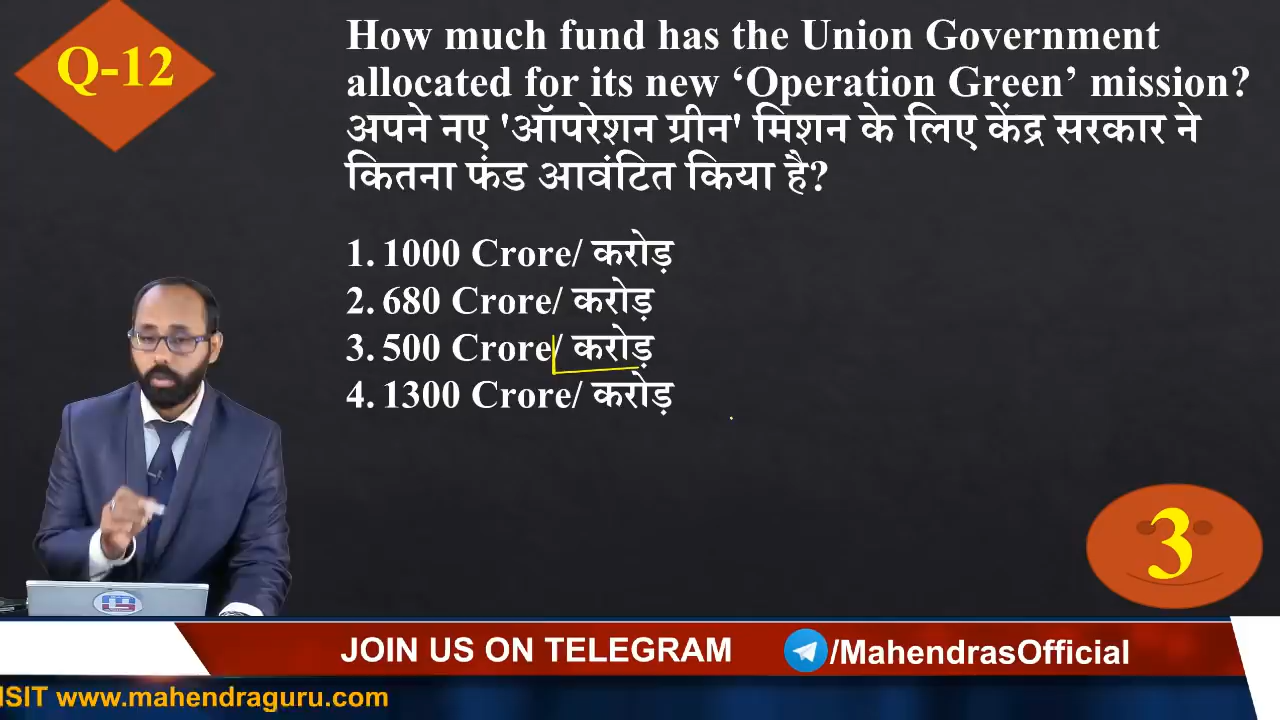 Q-12
How much fund has the Union Government
allocated for its new ‘Operation Green’ mission?
अपने नए 'ऑपरेशन ग्रीन' मिशन के लिए केंद्र सरकार ने
कितना फंड आवंटित किया है?
1. 1000 Crore/ करोड़
2. 680 Crore/ करोड़
3. 500 Crore/ करोड़
4. 1300 Crore/ करोड़
3
JOIN US ON TELEGRAM
/MahendrasOfficial
ISIT www.mahendraguru.com